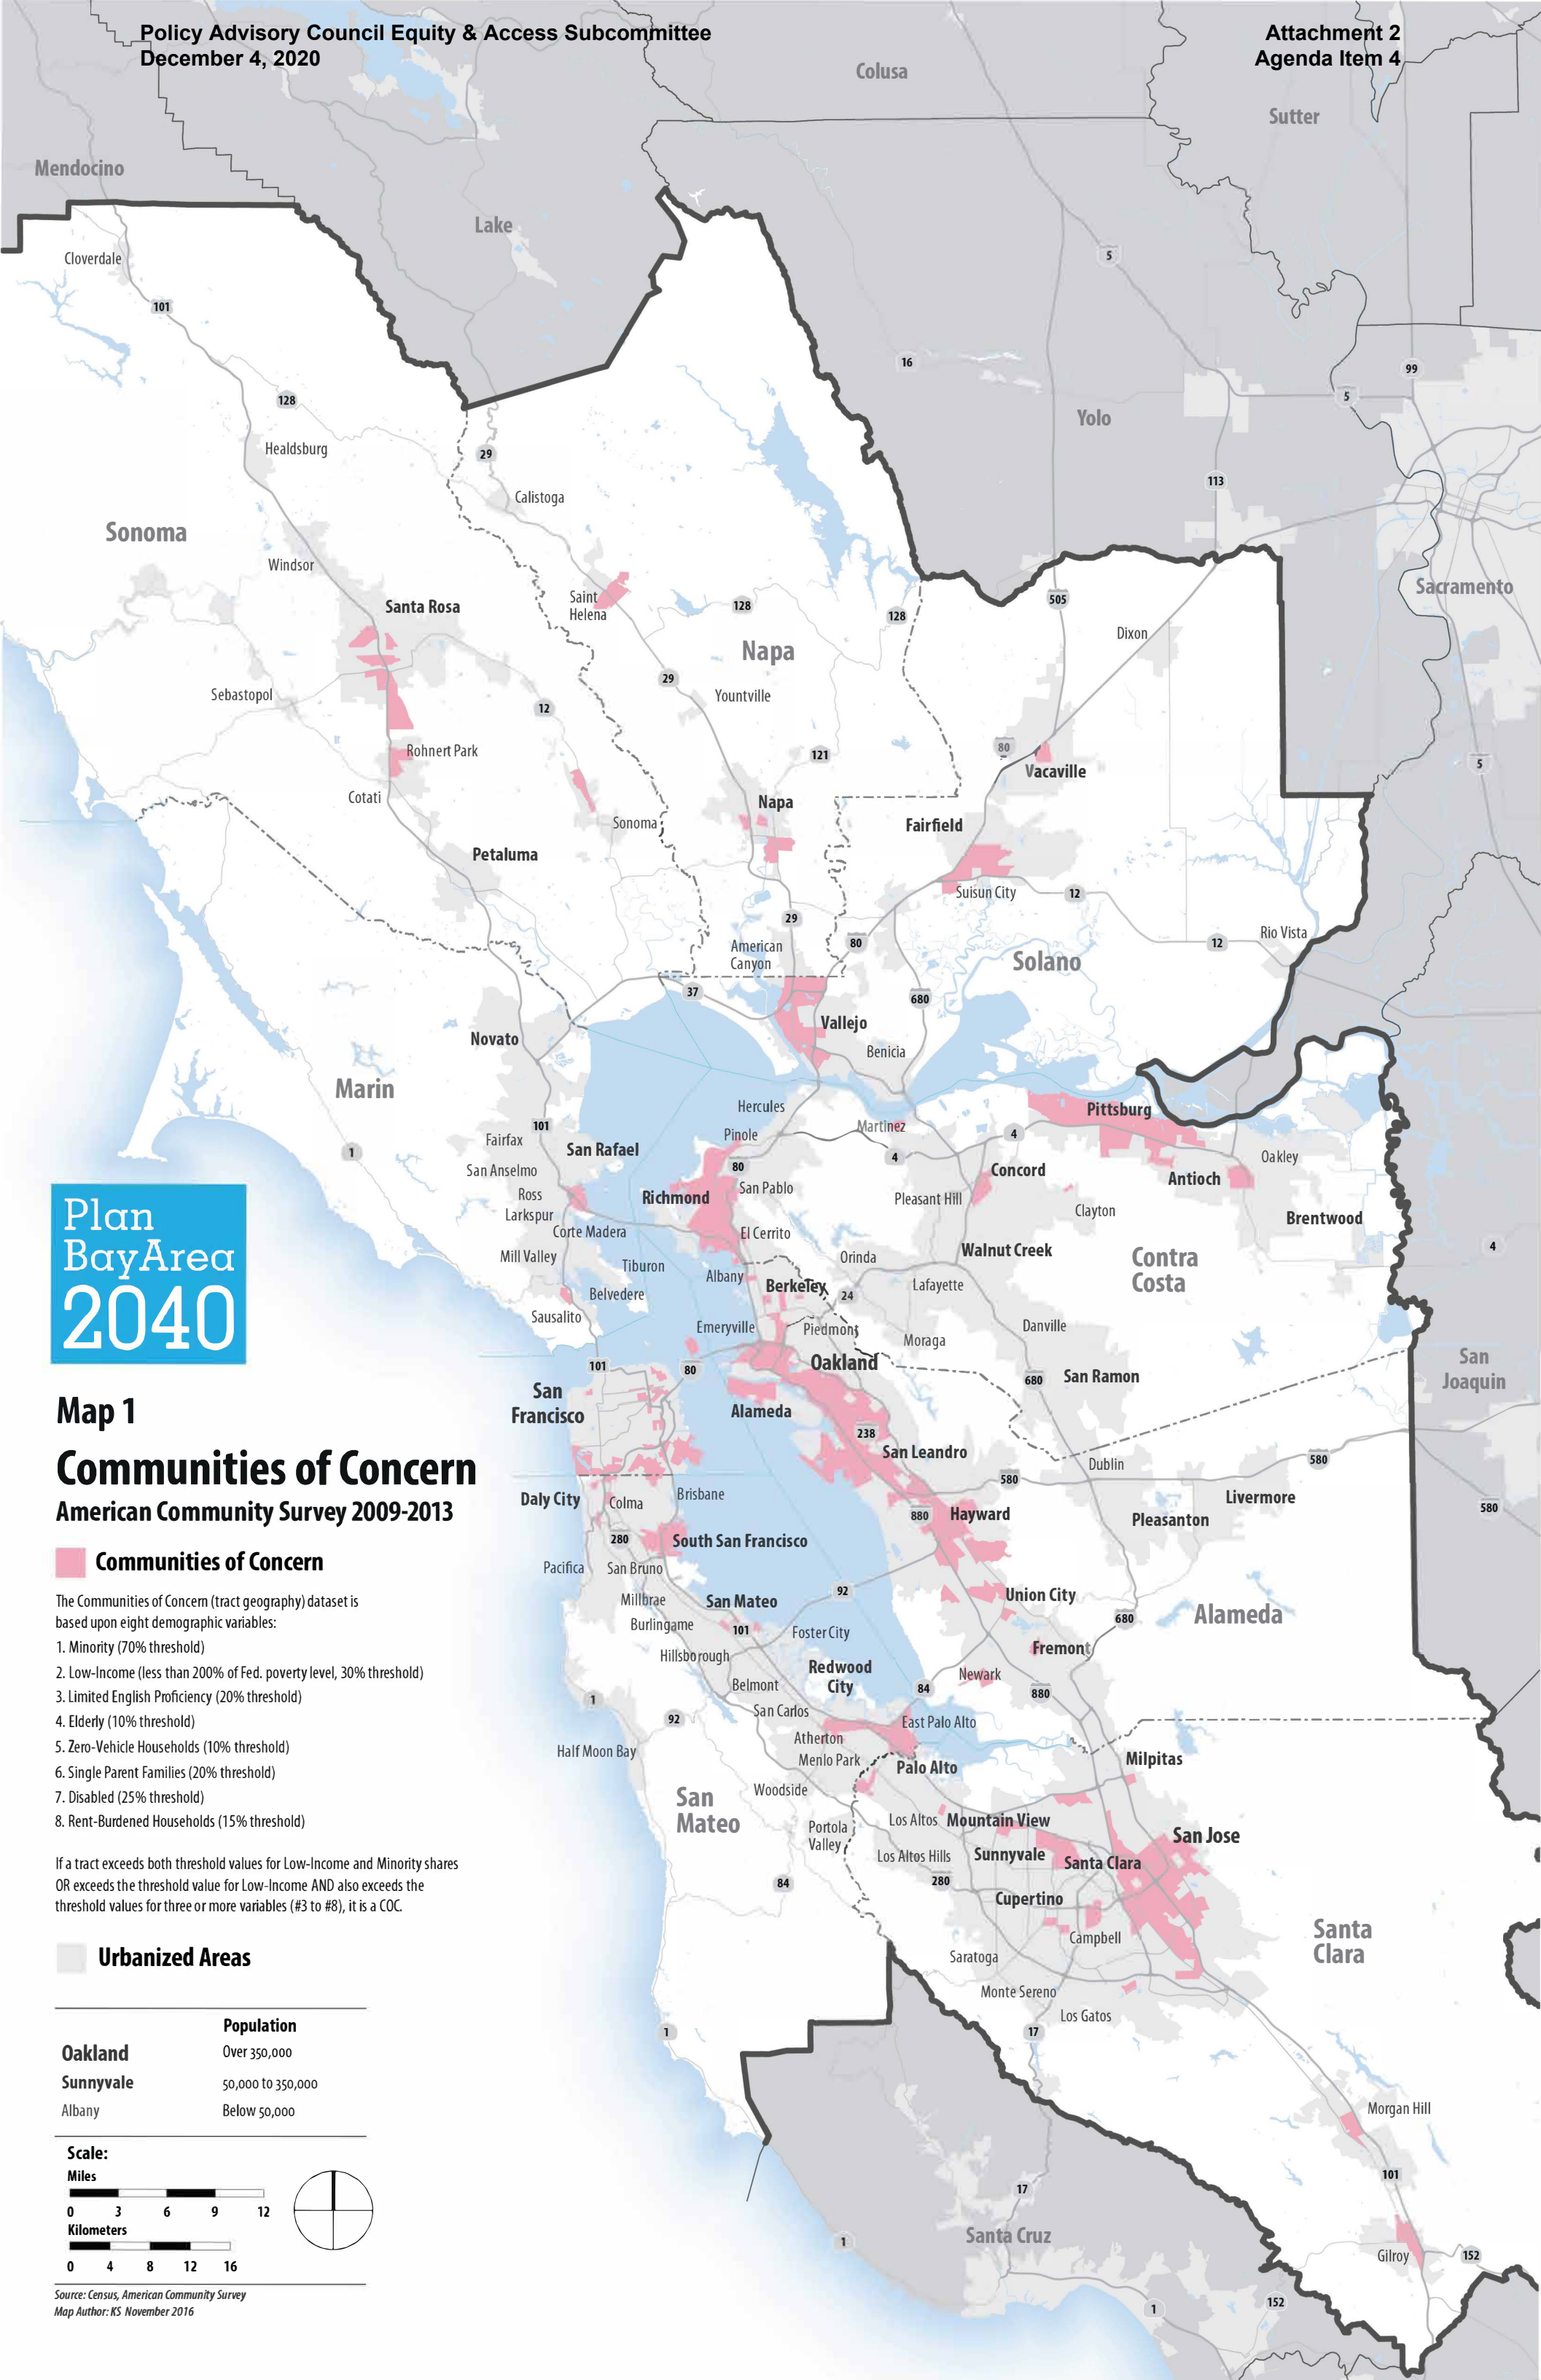 Policy Advisory Council Equity & Access Subcommittee
December 4, 2020
Attachment 2
Agenda Item 4
Colusa
Sutter
Mendocino
Lake
Cloverdale
5
101
16
99
5
128
Yolo
Healdsburg
29
113
Calistoga
Sonoma
Windsor
Saint
Helena
Santa Rosa
128
128
505
Sacramento
Dixon
Napa
29
Sebastopol
Yountville
12
Rohnert Park
121
80
5
Vacaville
Cotati
Napa
Sonoma
Fairfield
Petaluma
Suisun City
12
29
American
Canyon
80
12
Rio Vista
Solano
37
680
Vallejo
Novato
Benicia
Marin
Hercules
Pittsburg
101
Pinole
Martinez
4
Fairfax
1
San Rafael
4
Oakley
San Anselmo
80
Concord
Antioch
Ross
Richmond
San Pablo
Pleasant Hill
Larkspur
Clayton
Brentwood
Corte Madera
El Cerrito
4
Mill Valley
Orinda
Walnut Creek
Contra
Costa
Tiburon
Albany
Berkeley
24
Lafayette
Belvedere
Sausalito
Emeryville
Piedmont
Moraga
Danville
Oakland
101
80
680
San Ramon
San
Joaquin
San
Francisco
Alameda
238
San Leandro
Dublin
580
580
Daly City
Colma
Brisbane
Livermore
580
880
Hayward
Pleasanton
280
South San Francisco
Pacifica
San Bruno
92
Union City
Millbrae
San Mateo
680
Alameda
Burlingame
101
Foster City
Hillsborough
Fremont
Redwood
City
Newark
Belmont
84
880
1
San Carlos
92
East Palo Alto
Atherton
Half Moon Bay
Menlo Park
Palo Alto
Milpitas
Woodside
San
Mateo
Los Altos
Mountain View
Portola
Valley
San Jose
Los Altos Hills
Sunnyvale
Santa Clara
280
84
Cupertino
Santa
Clara
Campbell
Saratoga
Monte Sereno
Los Gatos
1
17
Morgan Hill
101
17
Santa Cruz
1
Gilroy
152
152
1
Plan
BayArea
2040
Map 1
Communities of Concern
American Community Survey 2009-2013
Communities of Concern
The Communities of Concern (tract geography) dataset is
based upon eight demographic variables:
1. Minority (70% threshold)
2. Low-Income (less than 200% of Fed. poverty level, 30% threshold)
3. Limited English Proficiency (20% threshold)
4. Elderly (10% threshold)
5. Zero-Vehicle Households (10% threshold)
6. Single Parent Families (20% threshold)
7. Disabled (25% threshold)
8. Rent-Burdened Households (15% threshold)
If a tract exceeds both threshold values for Low-Income and Minority shares
OR exceeds the threshold value for Low-Income AND also exceeds the
threshold values for three or more variables (#3 to #8), it is a COC.
Urbanized Areas
Population
Oakland Over 350,000
Sunnyvale 50,000 to 350,000
Albany Below 50,000
Scale:
Miles
0 3 6 9 12
Kilometers
0 4 8 12 16
Source: Census, American Community Survey
Map Author: KS November 2016